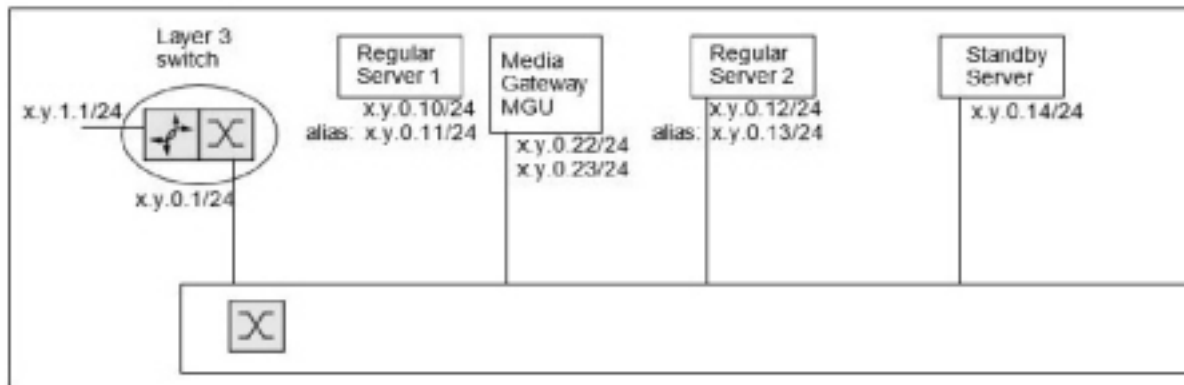 Layer 3
switch
x.y.1.1/24
x.y.0.1/24
Regular
Server 1
x.y.0.10/24
alias: x.y.0.11/24
Media
Gateway
MGU
x.y.0.22/24
x.y.0.23/24
Regular
Server 2
x.y.0.12/24
alias: x.y.0.13/24
Standby
Server
x.y.0.14/24